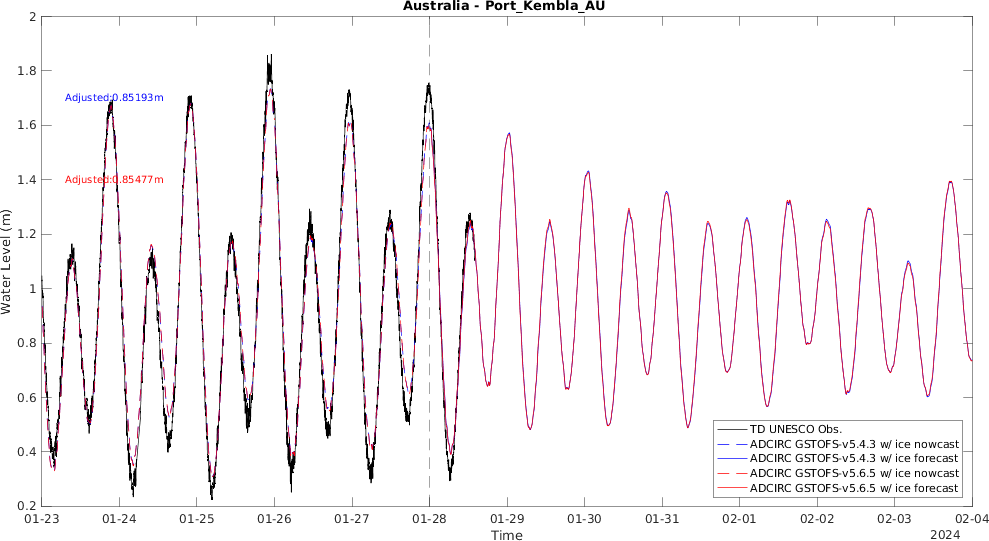 Australia - Port_Kembla_AU
2
1.8
1.6
1.4
1.2
1
0.8
0.6
0.4
0.2
Water Level (m)
Adjusted:0.85193m
Adjusted:0.85477m
TD UNESCO Obs.
ADCIRC GSTOFS-v5.4.3 w/ ice nowcast
ADCIRC GSTOFS-v5.4.3 w/ ice forecast
ADCIRC GSTOFS-v5.6.5 w/ ice nowcast
ADCIRC GSTOFS-v5.6.5 w/ ice forecast
01-23 01-24 01-25 01-26 01-27 01-28 01-29 01-30 01-31 02-01 02-02 02-03 02-04
Time
2024